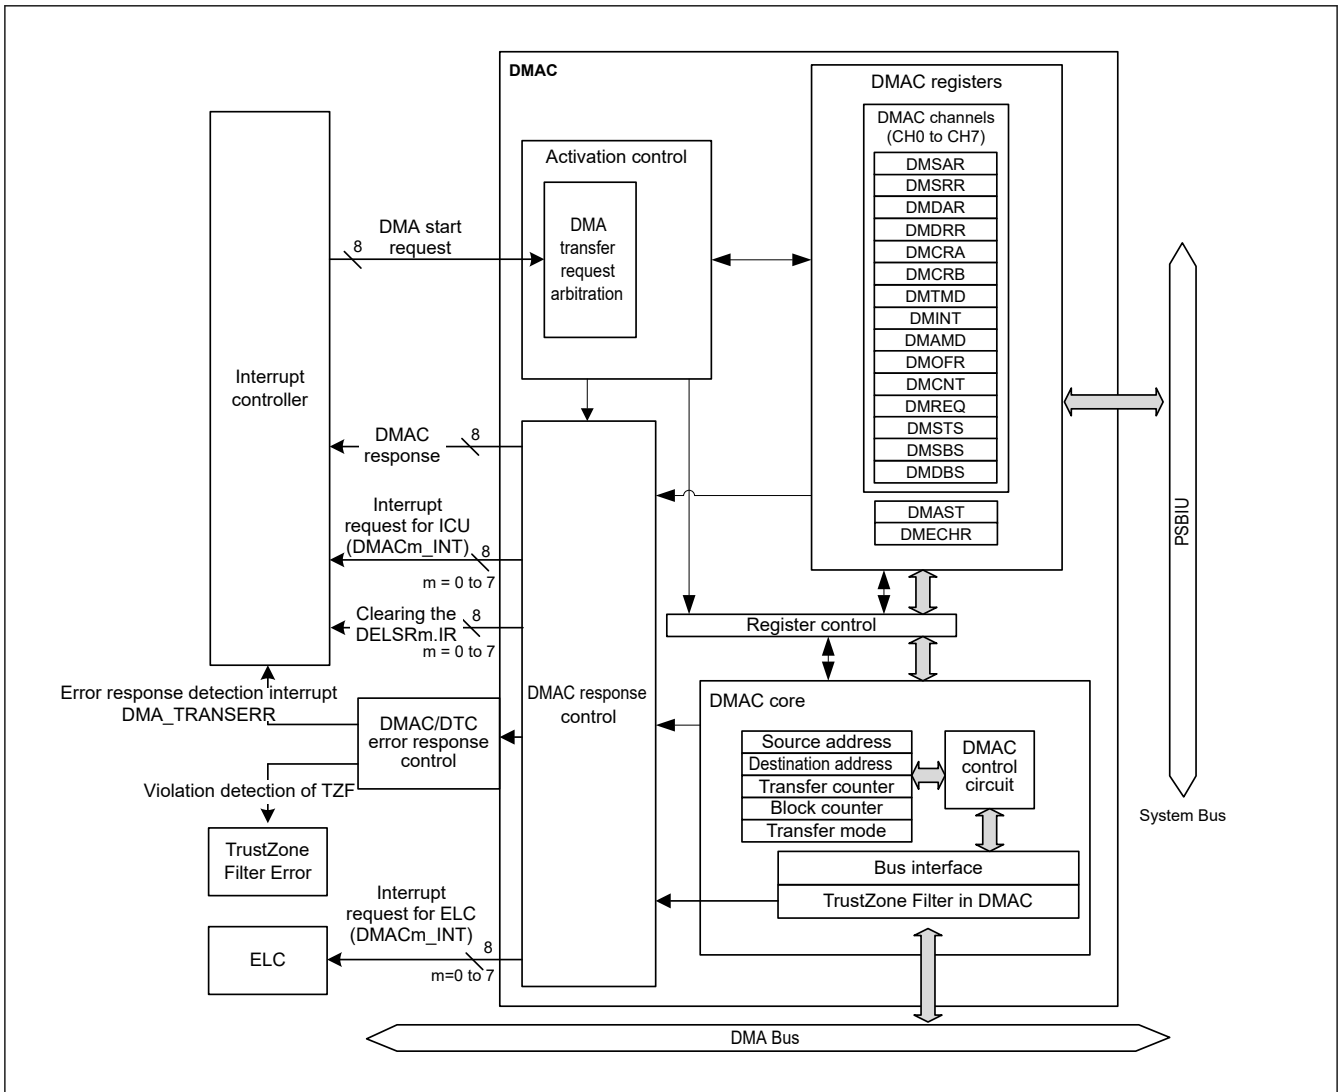 DMAC
DMAC registers
DMAC channels
(CH0 to CH7)
DMSAR
DMSRR
DMDAR
DMDRR
DMCRA
DMCRB
DMTMD
DMINT
DMAMD
DMOFR
DMCNT
DMREQ
DMSTS
DMSBS
DMDBS
DMAST
DMECHR
Activation control
DMA
transfer
request
arbitration
DMA start
request
8
Interrupt
controller
DMAC
response
8
Interrupt
request for ICU
(DMACm_INT)
8
m = 0 to 7
Clearing the
DELSRm.IR
8
m = 0 to 7
Error response detection interrupt
DMA_TRANSERR
DMAC/DTC
error response
control
Violation detection of TZF
TrustZone
Filter Error
Interrupt
request for ELC
(DMACm_INT)
8
m=0 to 7
ELC
DMAC response
control
Register control
DMAC core
Source address
Destination address
Transfer counter
Block counter
Transfer mode
DMAC
control
circuit
Bus interface
TrustZone Filter in DMAC
PSBIU
System Bus
DMA Bus